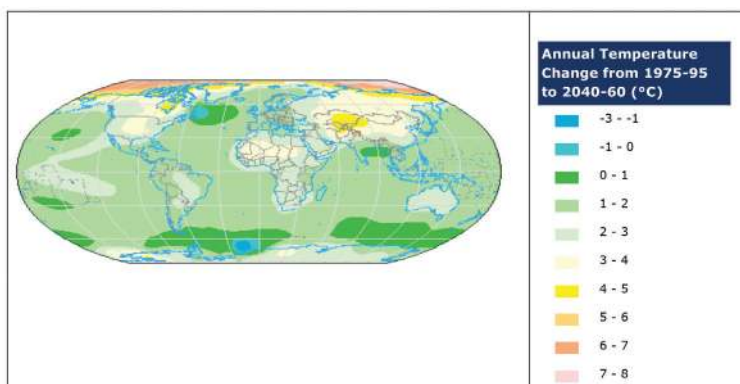 Annual Temperature
Change from 1975-95
to 2040-60 (°C)
-3 - -1
-1 - 0
0 - 1
1 - 2
2 - 3
3 - 4
4 - 5
5 - 6
6 - 7
7 - 8